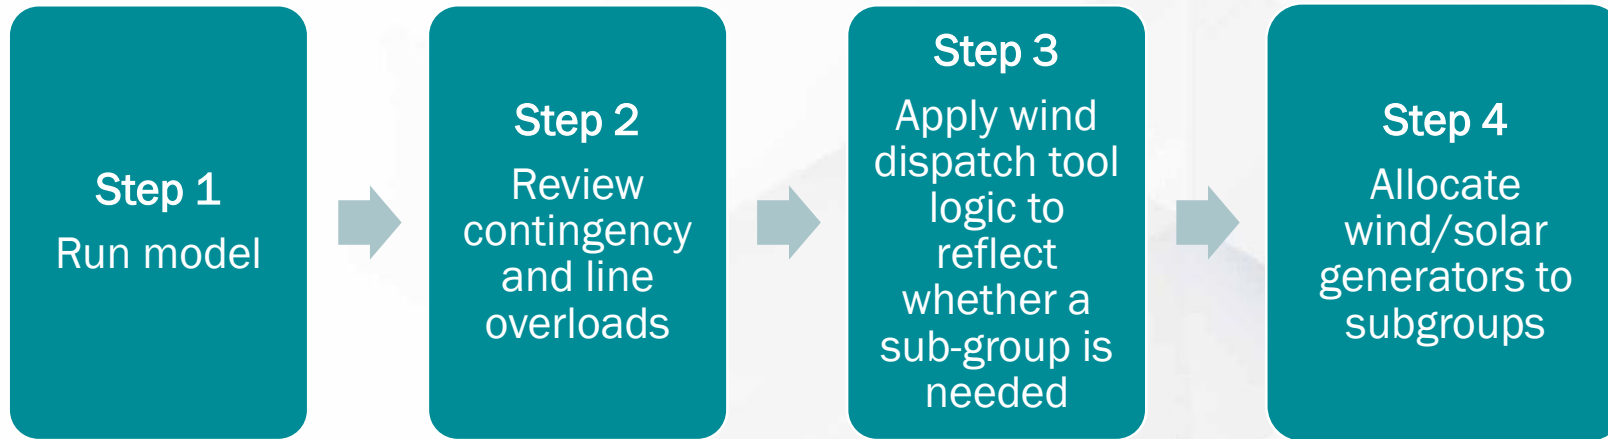 Step 1
Run model
Step 2
Review
contingency
and line
overloads
Step 3
Apply wind
dispatch tool
logic to
reflect
whether a
sub-group is
needed
Step 4
Allocate
wind/solar
generators to
subgroups